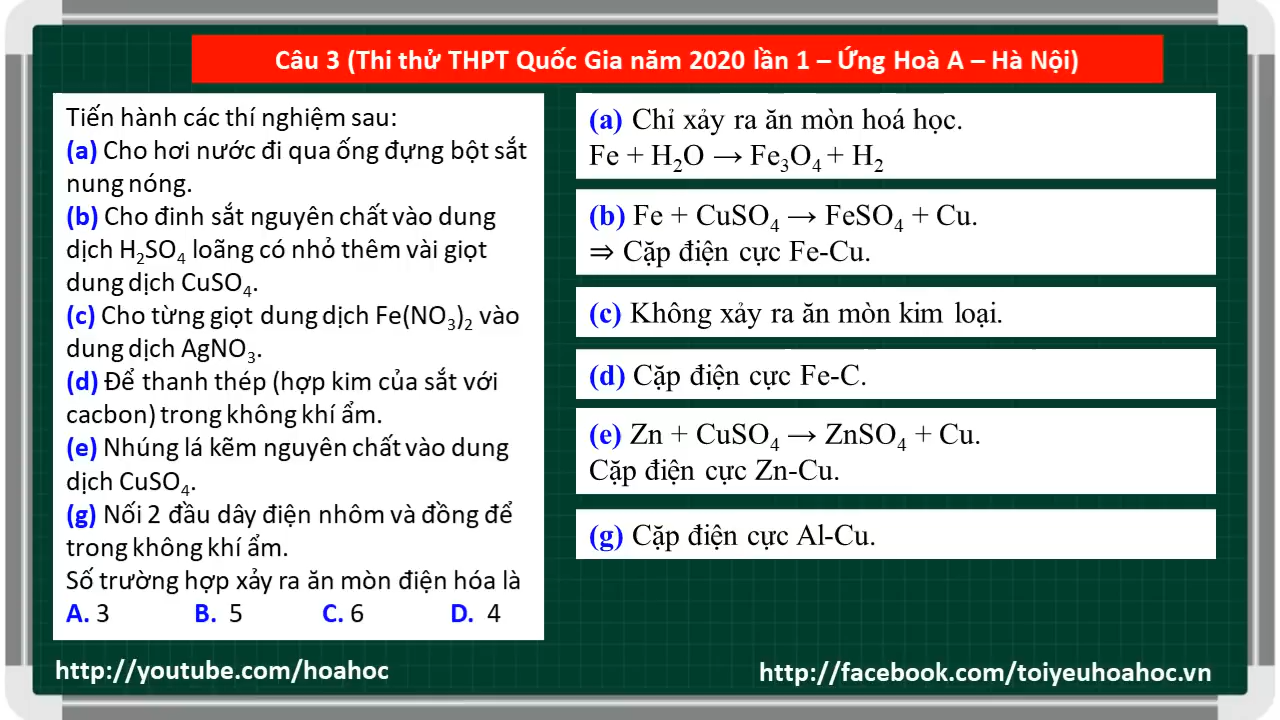 Câu 3 (Thi thử THPT Quốc Gia năm 2020 lần 1 – Ứng Hoà A – Hà Nội)
Tiến hành các thí nghiệm sau:
(a) Cho hơi nước đi qua ống đựng bột sắt
nung nóng.
(b) Cho đinh sắt nguyên chất vào dung
dịch H₂SO₄ loãng có nhỏ thêm vài giọt
dung dịch CuSO₄.
(c) Cho từng giọt dung dịch Fe(NO₃)₂ vào
dung dịch AgNO₃.
(d) Để thanh thép (hợp kim của sắt với
cacbon) trong không khí ẩm.
(e) Nhúng lá kẽm nguyên chất vào dung
dịch CuSO₄.
(g) Nối 2 đầu dây điện nhôm và đồng để
trong không khí ẩm.
Số trường hợp xảy ra ăn mòn điện hóa là
A. 3 B. 5 C. 6 D. 4
(a) Chỉ xảy ra ăn mòn hoá học.
Fe + H₂O → Fe₃O₄ + H₂
(b) Fe + CuSO₄ → FeSO₄ + Cu.
⇒ Cặp điện cực Fe-Cu.
(c) Không xảy ra ăn mòn kim loại.
(d) Cặp điện cực Fe-C.
(e) Zn + CuSO₄ → ZnSO₄ + Cu.
Cặp điện cực Zn-Cu.
(g) Cặp điện cực Al-Cu.
http://youtube.com/hoahoc
http://facebook.com/toiyeuhoahoc.vn